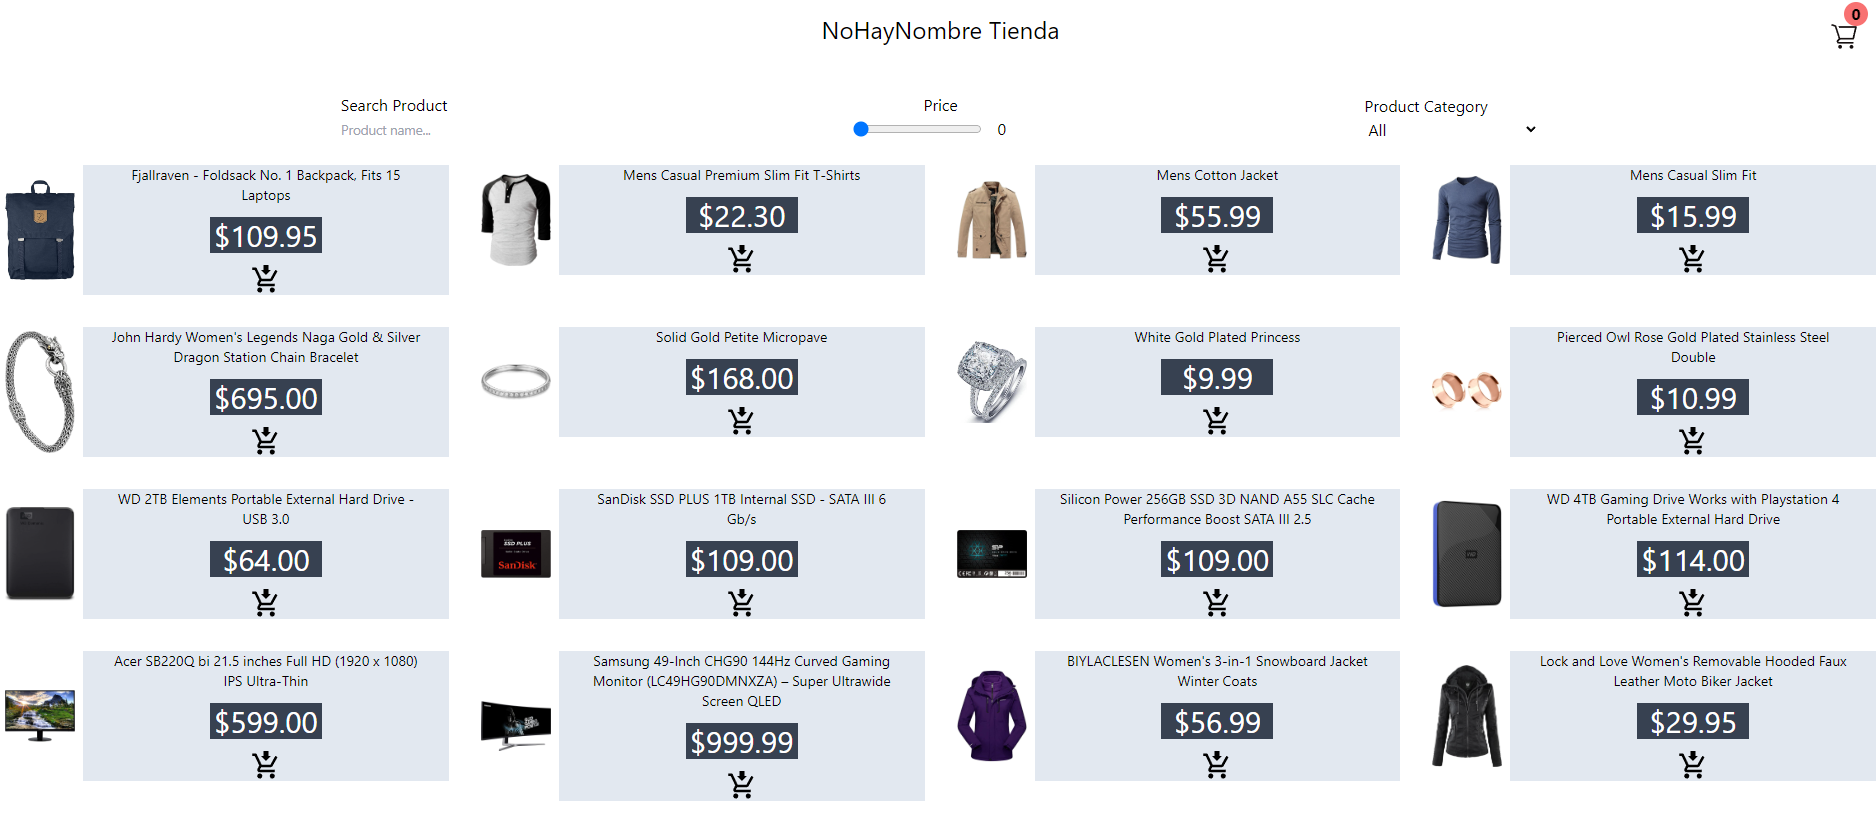 NoHayNombre Tienda
0
Search Product
Product name...
Price
0
Product Category
All
Fjallraven - Foldsack No. 1 Backpack, Fits 15
Laptops
$109.95
Mens Casual Premium Slim Fit T-Shirts
$22.30
Mens Cotton Jacket
$55.99
Mens Casual Slim Fit
$15.99
John Hardy Women's Legends Naga Gold & Silver
Dragon Station Chain Bracelet
$695.00
Solid Gold Petite Micropave
$168.00
White Gold Plated Princess
$9.99
Pierced Owl Rose Gold Plated Stainless Steel
Double
$10.99
WD 2TB Elements Portable External Hard Drive -
USB 3.0
$64.00
SSD PLUS
SanDisk
SanDisk SSD PLUS 1TB Internal SSD - SATA III 6
Gb/s
$109.00
Silicon Power 256GB SSD 3D NAND A55 SLC Cache
Performance Boost SATA III 2.5
$109.00
WD 4TB Gaming Drive Works with Playstation 4
Portable External Hard Drive
$114.00
Acer SB220Q bi 21.5 inches Full HD (1920 x 1080)
IPS Ultra-Thin
$599.00
Samsung 49-Inch CHG90 144Hz Curved Gaming
Monitor (LC49HG90DMNXZA) – Super Ultrawide
Screen QLED
$999.99
BIYLACLESEN Women's 3-in-1 Snowboard Jacket
Winter Coats
$56.99
Lock and Love Women's Removable Hooded Faux
Leather Moto Biker Jacket
$29.95